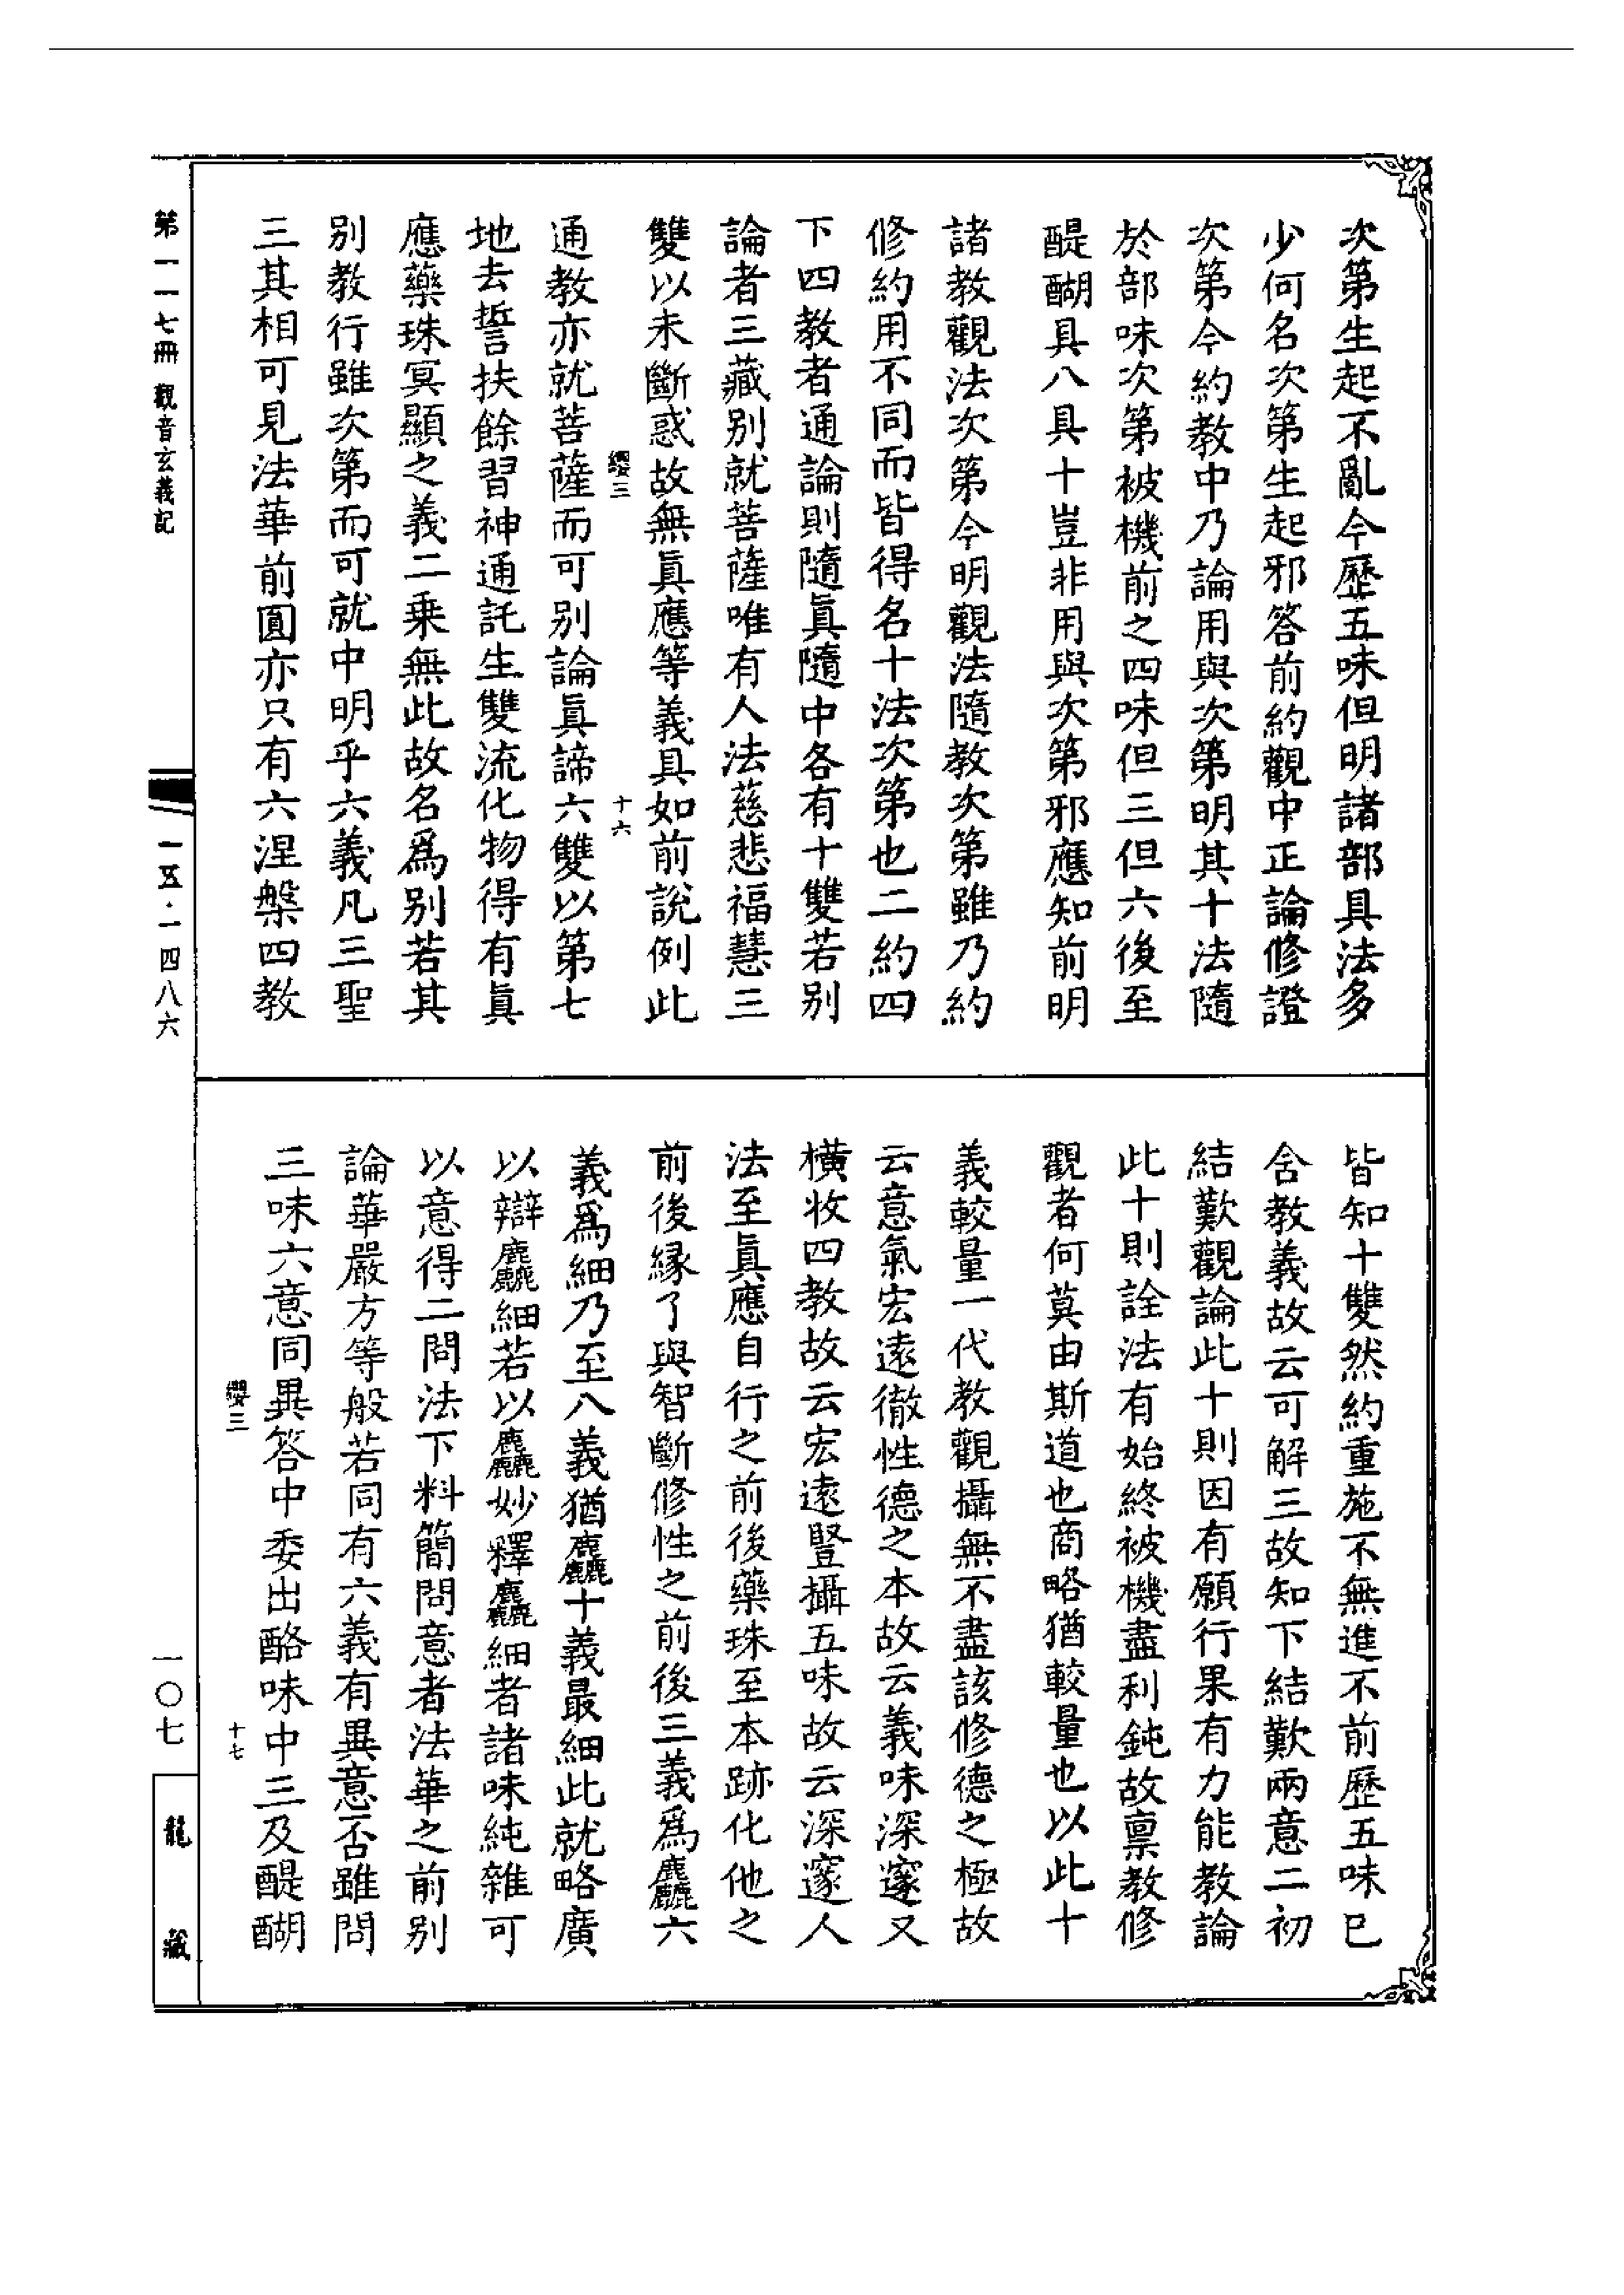 次第生起不亂今歷五味但明諸部具法多
少何名次第生起邪答前約觀中正論修證
次第今約教中乃論用與次第明其十法隨
於部味次第被機前之四味但三但六後至
醍醐具八具十豈非用與次第邪應知前明
諸教觀法次第今明觀法隨教次第雖乃約
修約用不同而皆得名十法次第也二約四
下四教者通論則隨眞隨中各有十雙若別
論者三藏別就菩薩唯有人法慈悲福慧三
雙以未斷惑故無眞應等義具如前說例此
纓三 十六
通教亦就菩薩而可別論眞諦六雙以第七
地去誓扶餘習神通託生雙流化物得有眞
應藥珠冥顯之義二乘無此故名爲別若其
別教行雖次第而可就中明乎六義凡三聖
三其相可見法華前圓亦只有六涅槃四教
皆知十雙然約重施不無進不前歷五味已
含教義故云可解三故知下結歎兩意二初
結歎觀論此十則因有願行果有力能教論
此十則詮法有始終被機盡利鈍故稟教修
觀者何莫由斯道也商略猶較量也以此十
義較量一代教觀攝無不盡該修德之極故
云意氣宏遠徹性德之本故云義味深邃又
橫收四教故云宏遠豎攝五味故云深邃人
法至眞應自行之前後藥珠至本跡化他之
前後緣了與智斷修性之前後三義爲麤六
義爲細乃至八義猶麤十義最細此就略廣
以辯麤細若以麤妙釋麤細者諸味純雜可
以意得二問法下料簡問意者法華之前別
論華嚴方等般若同有六義有異意否雖問
三味六意同異答中委出酪味中三及醍醐
纓三 十七
第一一七冊 觀音玄義記
一五·一四八六
一〇七
龍藏